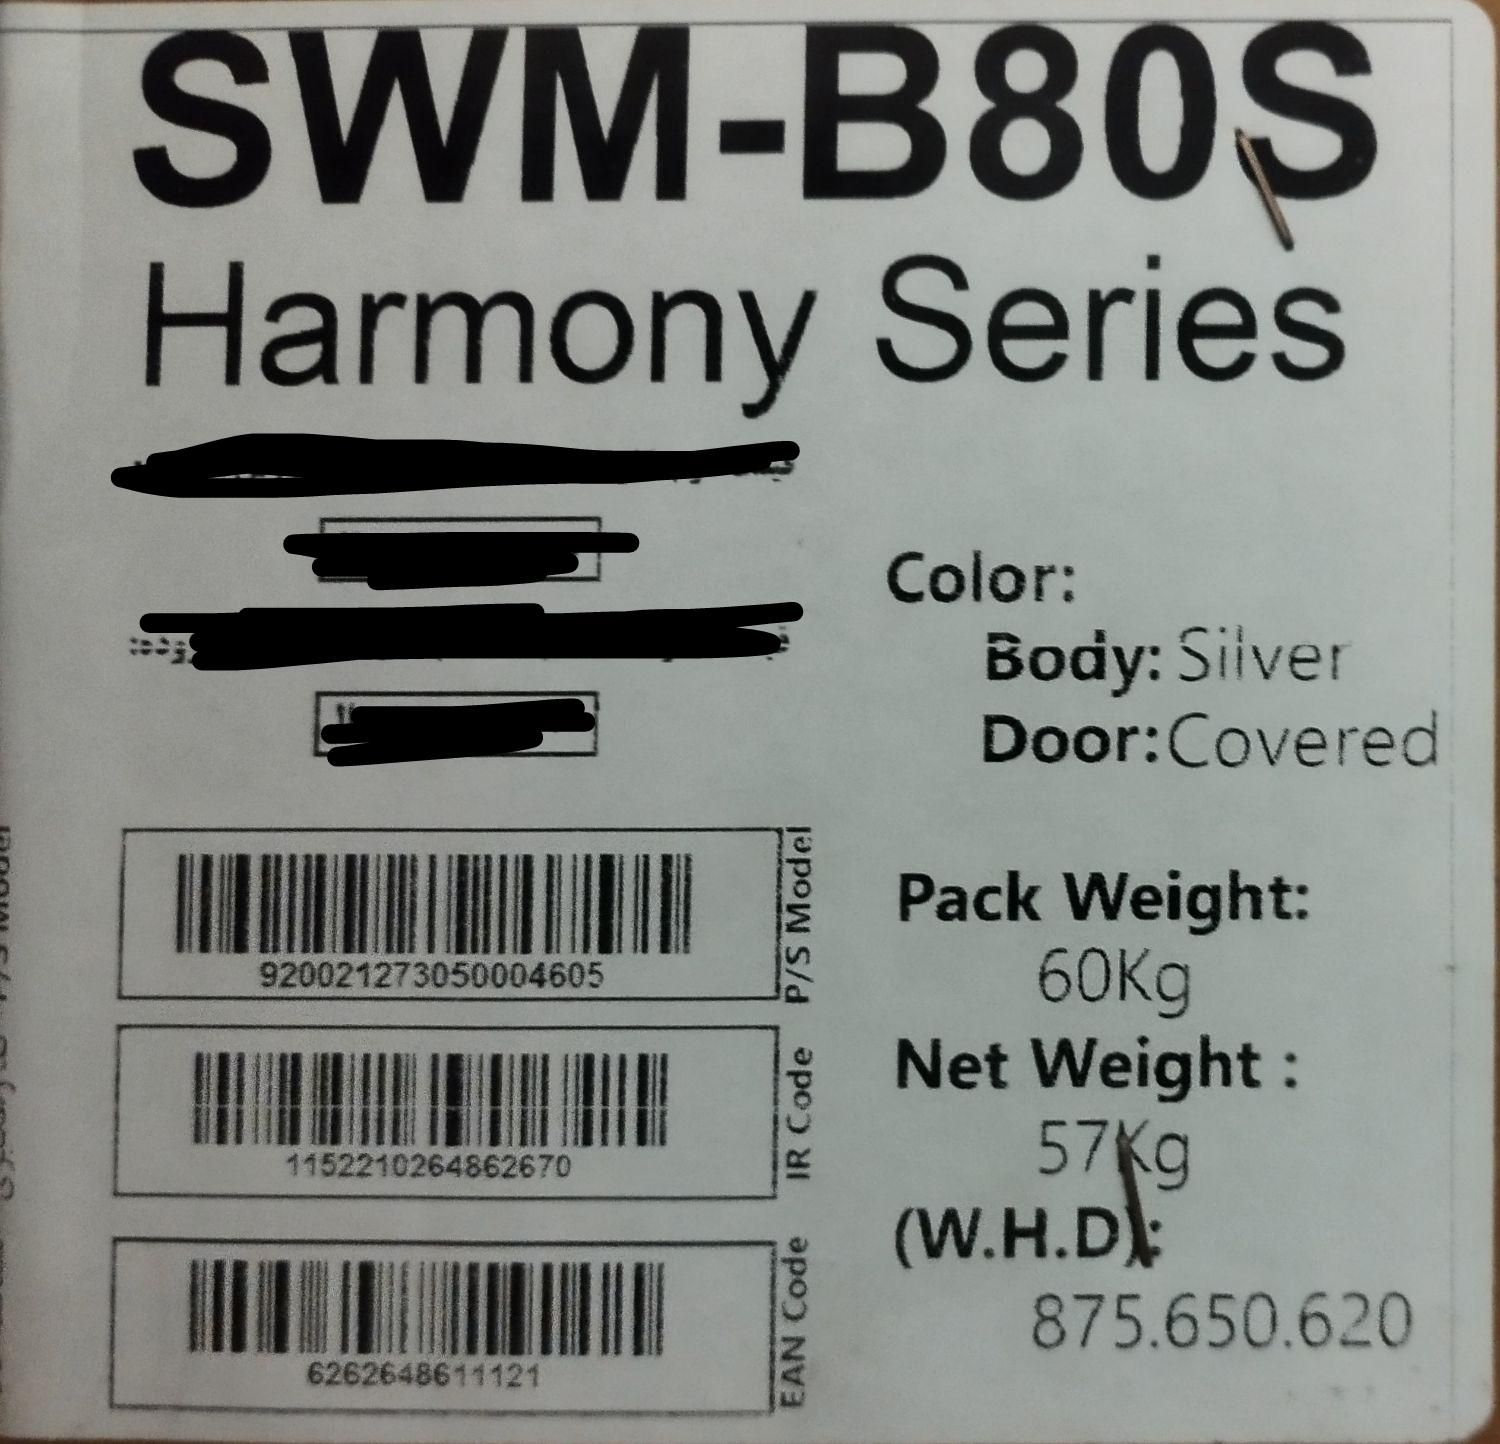 SWM-B80S
Harmony Series
Color:
Body: Silver
Door: Covered
920021273050004605
P/S Model
Pack Weight:
60Kg
1152210264862670
IR Code
Net Weight :
57Kg
(W.H.D):
875.650.620
6262648611121
EAN Code